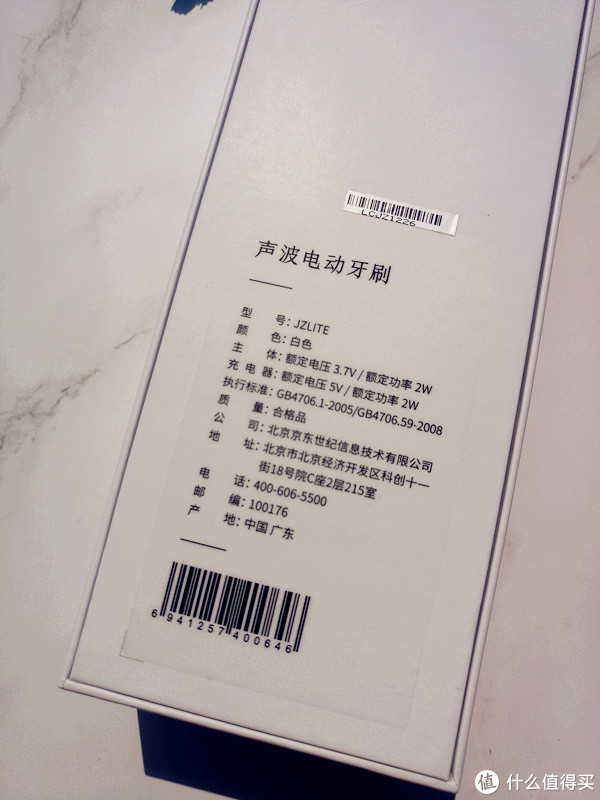 LCJZ1226
声波电动牙刷
型 号: JZLITE
颜 色: 白色
主 体: 额定电压 3.7V / 额定功率 2W
充 电 器: 额定电压 5V / 额定功率 2W
执行标准: GB4706.1-2005/GB4706.59-2008
质 量: 合格品
公 司: 北京京东世纪信息技术有限公司
地 址: 北京市北京经济开发区科创十一
街18号院C座2层215室
电 话: 400-606-5500
邮 编: 100176
产 地: 中国 广东
6 941257 400646
值 什么值得买